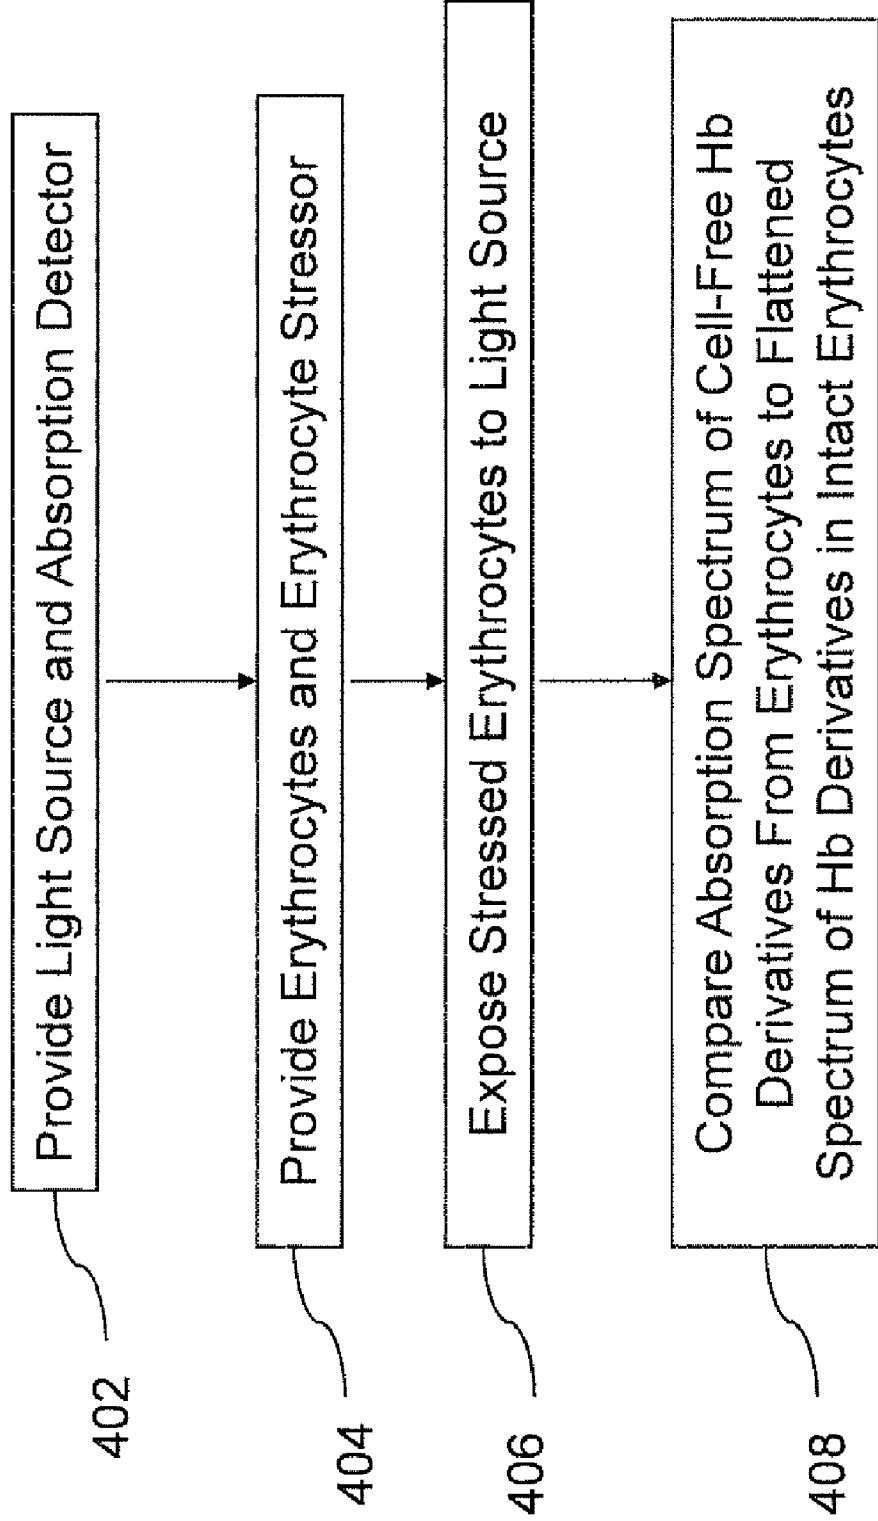 Provide Light Source and Absorption Detector
402
Provide Erythrocytes and Erythrocyte Stressor
404
Expose Stressed Erythrocytes to Light Source
406
Compare Absorption Spectrum of Cell-Free Hb
Derivatives From Erythrocytes to Flattened
Spectrum of Hb Derivatives in Intact Erythrocytes
408